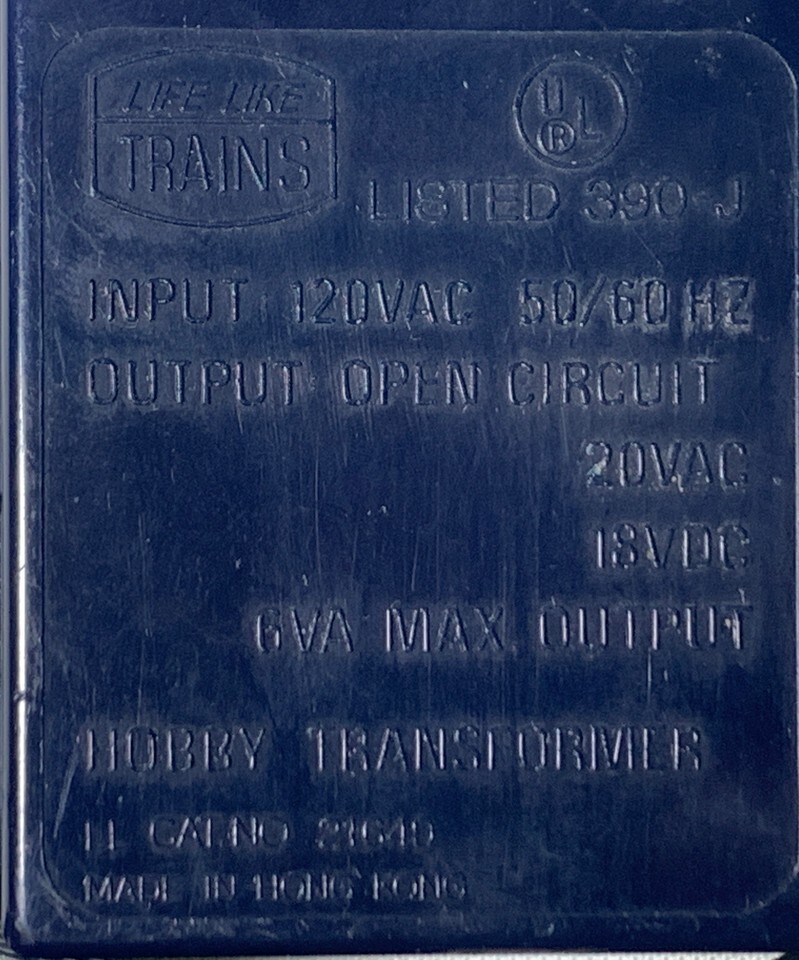 LIFE LIKE
TRAINS
UL
®
LISTED 390 J
INPUT 120VAC 50/60 HZ
OUTPUT OPEN CIRCUIT
20VAC
18VDC
6VA MAX OUTPUT
HOBBY TRANSFORMER
LL CAT.NO 21649
MADE IN HONG KONG